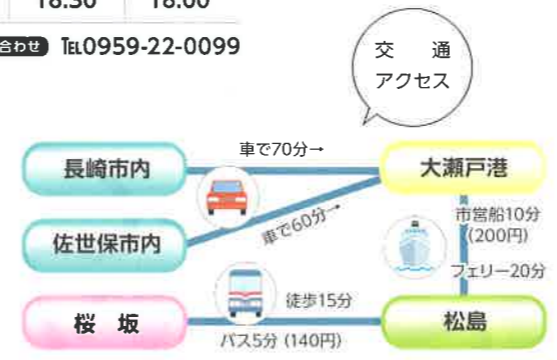 18:30 18:00
合わせ TEL0959-22-0099
交 通
アクセス
車で70分→
長崎市内
大瀬戸港
車で60分→
佐世保市内
市営船10分
(200円)
フェリー20分
徒歩15分
桜 坂
松島
バス5分 (140円)